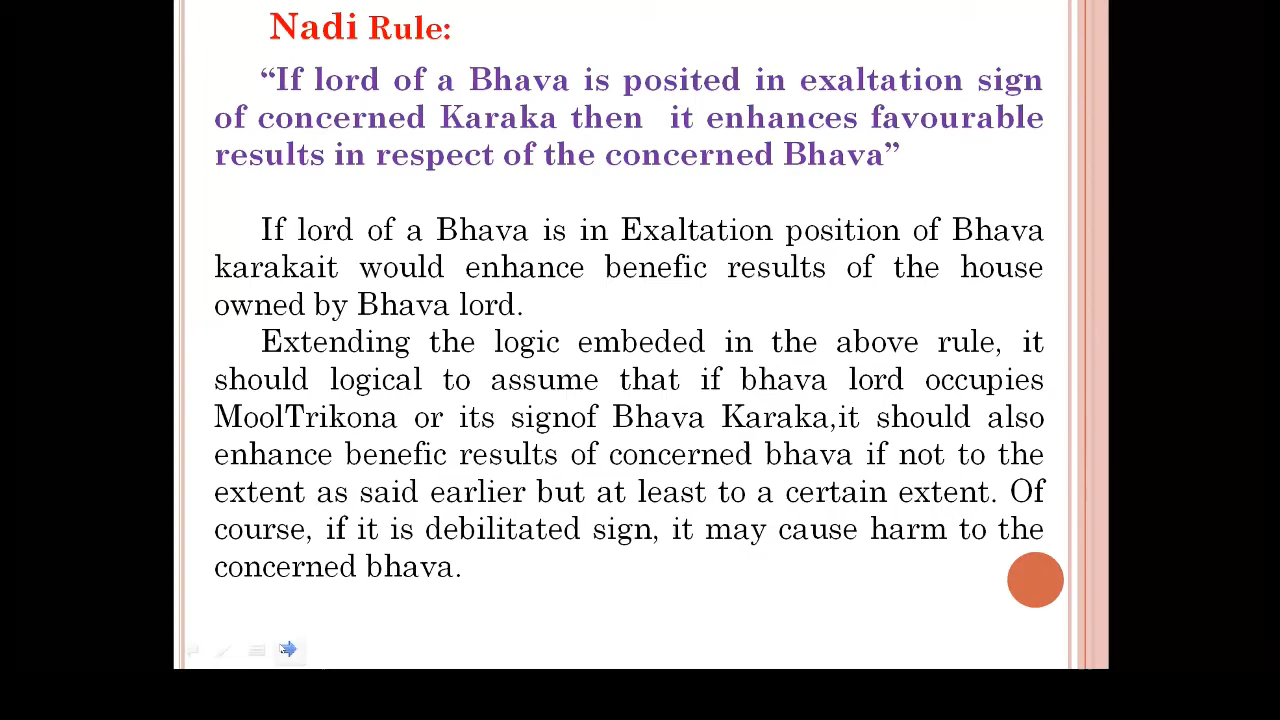 Nadi Rule:
“If lord of a Bhava is posited in exaltation sign
of concerned Karaka then it enhances favourable
results in respect of the concerned Bhava”
If lord of a Bhava is in Exaltation position of Bhava
karakait would enhance benefic results of the house
owned by Bhava lord.
Extending the logic embeded in the above rule, it
should logical to assume that if bhava lord occupies
MoolTrikona or its signof Bhava Karaka,it should also
enhance benefic results of concerned bhava if not to the
extent as said earlier but at least to a certain extent. Of
course, if it is debilitated sign, it may cause harm to the
concerned bhava.